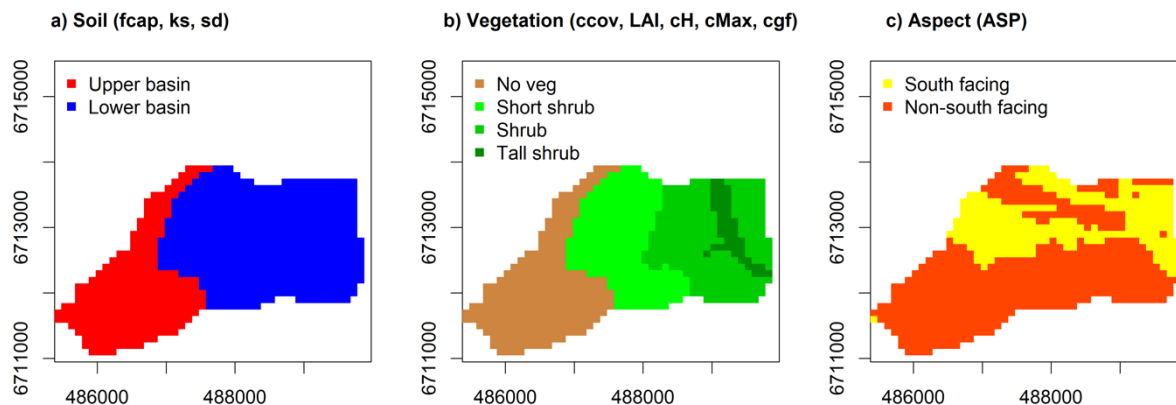 a) Soil (fcap, ks, sd)
Upper basin
Lower basin
6715000
6713000
6711000
486000
488000
b) Vegetation (ccov, LAI, cH, cMax, cgf)
No veg
Short shrub
Shrub
Tall shrub
6715000
6713000
6711000
486000
488000
c) Aspect (ASP)
South facing
Non-south facing
6715000
6713000
6711000
486000
488000